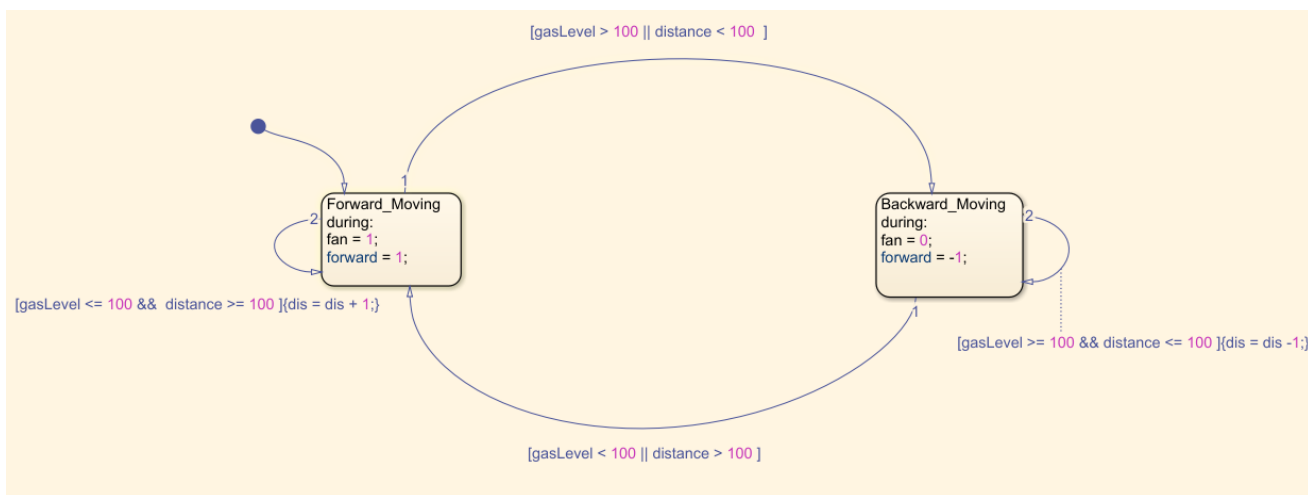 [gasLevel > 100 || distance < 100  ]
1
Forward_Moving
during:
fan = 1;
forward = 1;
2
Backward_Moving
during:
fan = 0;
forward = -1;
2
[gasLevel <= 100 &&  distance >= 100 ]{dis = dis + 1;}
1
[gasLevel >= 100 && distance <= 100 ]{dis = dis -1;}
[gasLevel < 100 || distance > 100 ]